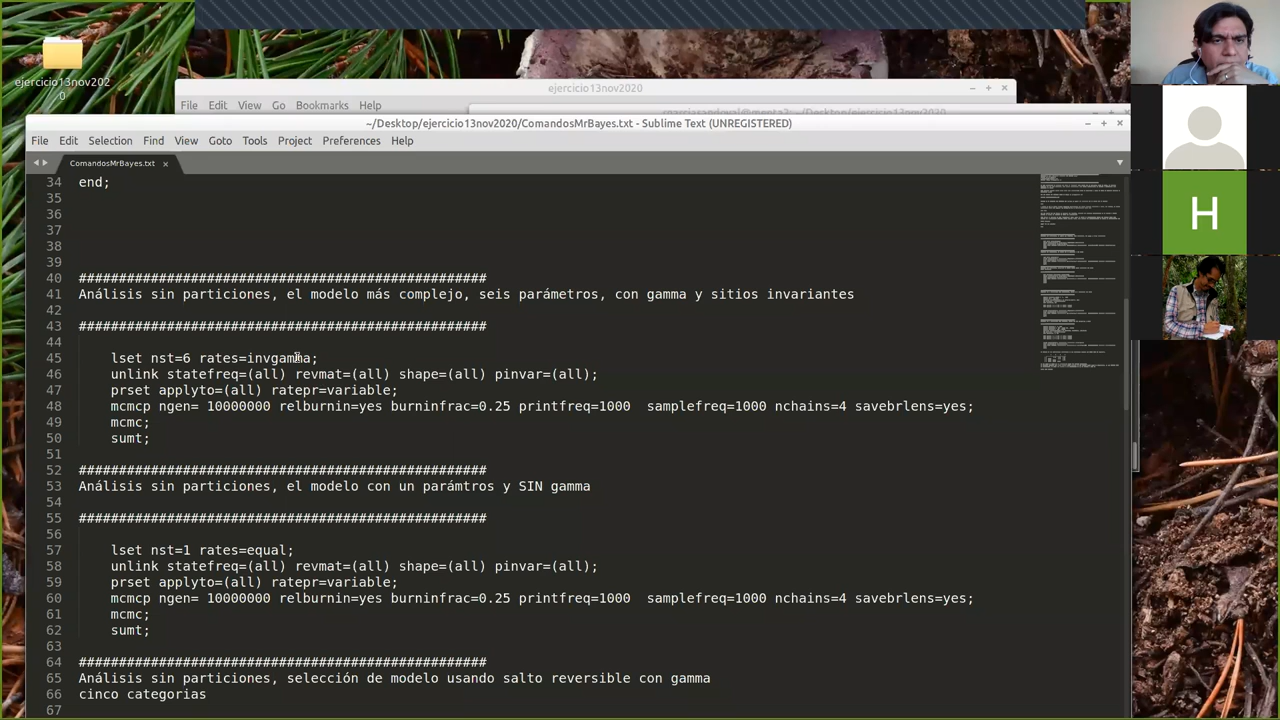 ejercicio13nov202
0
ejercicio13nov2020
File Edit View Go Bookmarks Help
~/Desktop/ejercicio13nov2020/ComandosMrBayes.txt - Sublime Text (UNREGISTERED)
File Edit Selection Find View Goto Tools Project Preferences Help
ComandosMrBayes.txt
34 end;
35
36
37
38
39
40 ###################################################
41 Análisis sin particiones, el modelo más complejo, seis parámetros, con gamma y sitios invariantes
42
43 ###################################################
44
45 lset nst=6 rates=invgamma;
46 unlink statefreq=(all) revmat=(all) shape=(all) pinvar=(all);
47 prset applyto=(all) ratepr=variable;
48 mcmcp ngen= 10000000 relburnin=yes burninfrac=0.25 printfreq=1000  samplefreq=1000 nchains=4 savebrlens=yes;
49 mcmc;
50 sumt;
51
52 ###################################################
53 Análisis sin particiones, el modelo con un parámtros y SIN gamma
54
55 ###################################################
56
57 lset nst=1 rates=equal;
58 unlink statefreq=(all) revmat=(all) shape=(all) pinvar=(all);
59 prset applyto=(all) ratepr=variable;
60 mcmcp ngen= 10000000 relburnin=yes burninfrac=0.25 printfreq=1000  samplefreq=1000 nchains=4 savebrlens=yes;
61 mcmc;
62 sumt;
63
64 ###################################################
65 Análisis sin particiones, selección de modelo usando salto reversible con gamma
66 cinco categorias
67
H